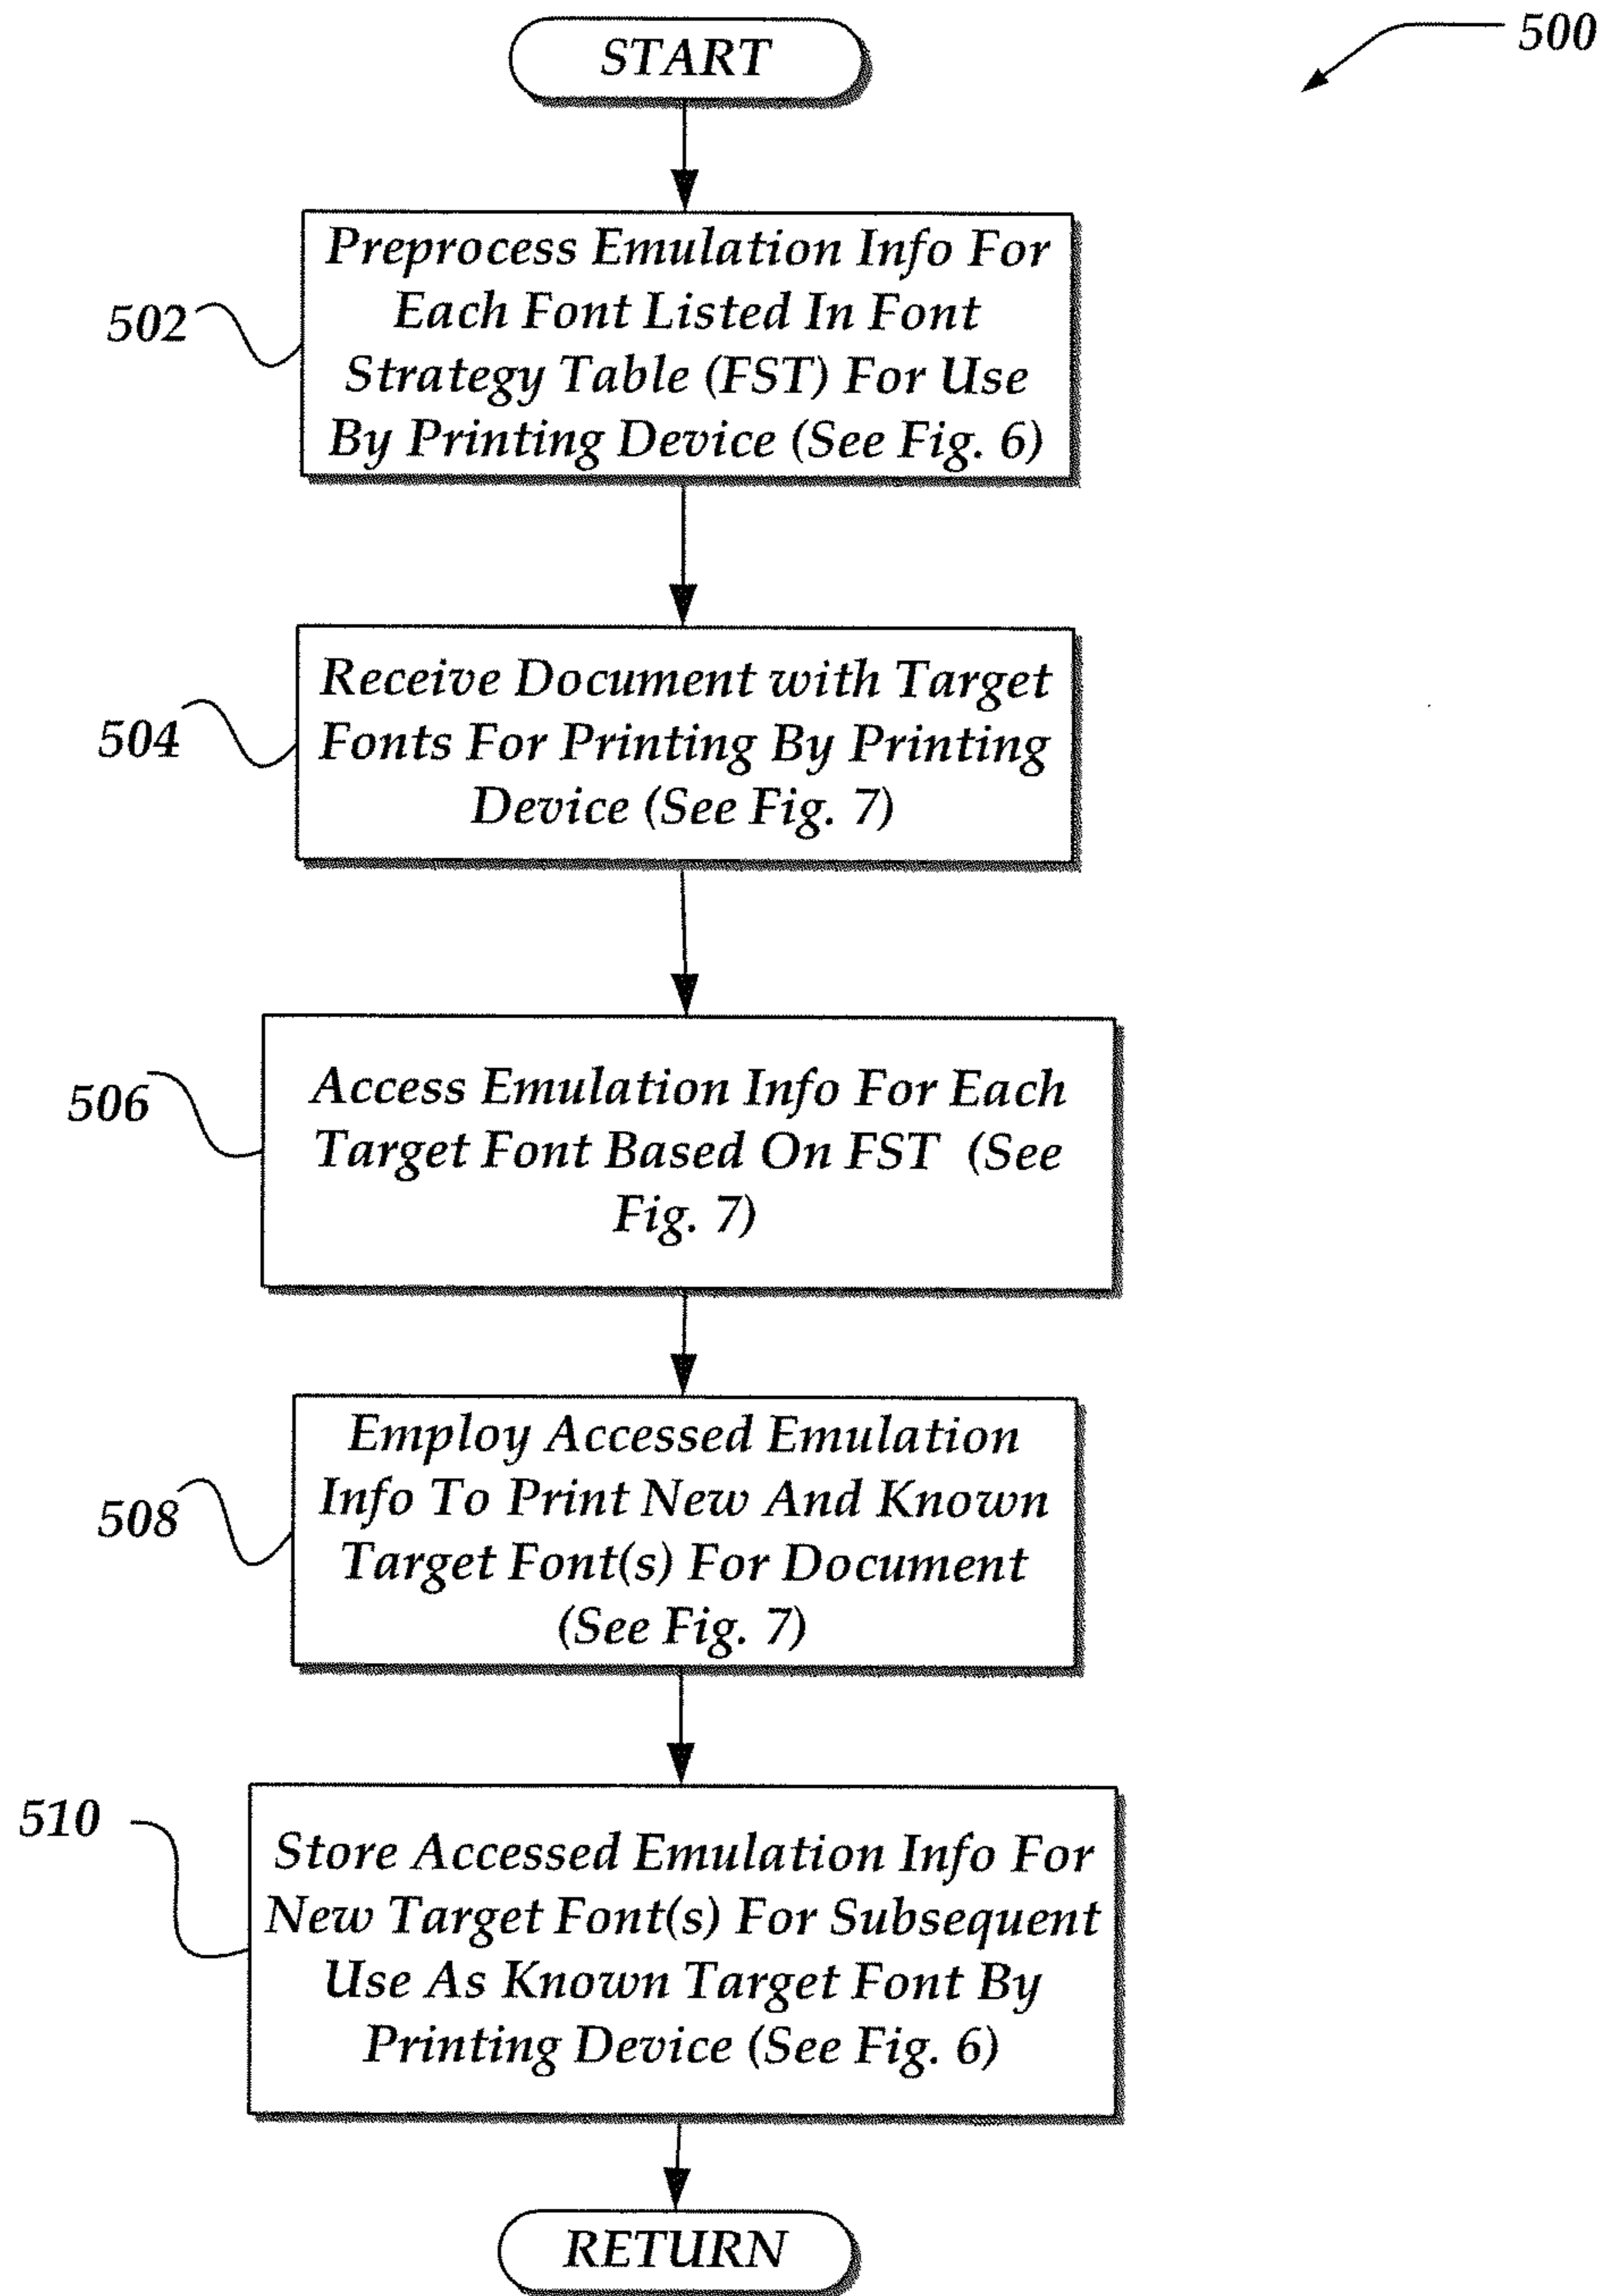 START
500
502
Preprocess Emulation Info For
Each Font Listed In Font
Strategy Table (FST) For Use
By Printing Device (See Fig. 6)
504
Receive Document with Target
Fonts For Printing By Printing
Device (See Fig. 7)
506
Access Emulation Info For Each
Target Font Based On FST (See
Fig. 7)
508
Employ Accessed Emulation
Info To Print New And Known
Target Font(s) For Document
(See Fig. 7)
510
Store Accessed Emulation Info For
New Target Font(s) For Subsequent
Use As Known Target Font By
Printing Device (See Fig. 6)
RETURN